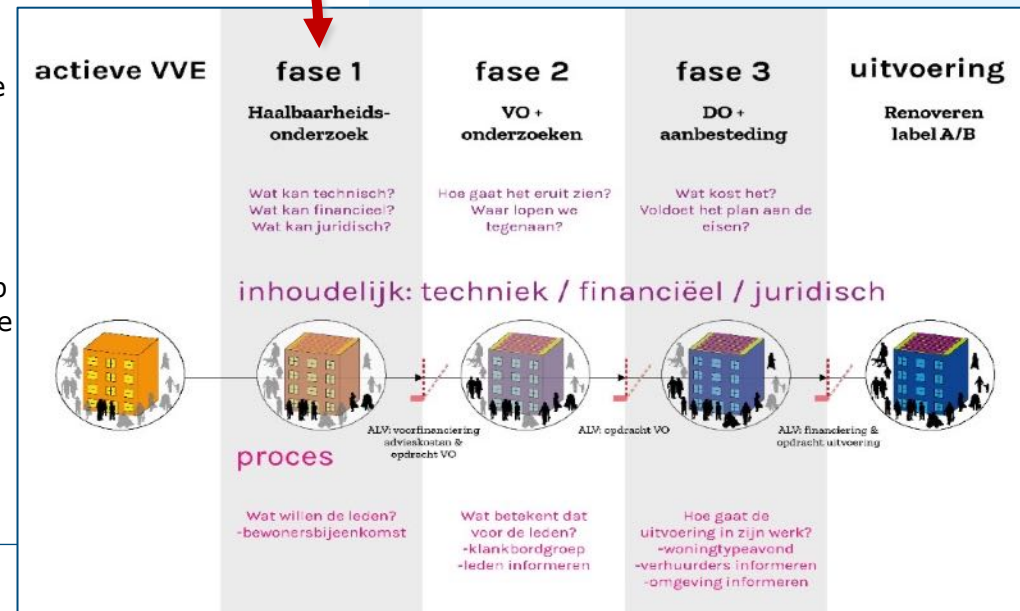 e
o
e
actieve VVE
fase 1
Haalbaarheids-
onderzoek
Wat kan technisch?
Wat kan financieel?
Wat kan juridisch?
fase 2
VO +
onderzoeken
Hoe gaat het eruit zien?
Waar lopen we
tegenaan?
fase 3
DO +
aanbesteding
Wat kost het?
Voldoet het plan aan de
eisen?
uitvoering
Renoveren
label A/B
inhoudelijk: techniek / financiëel / juridisch
ALV: voorfinanciering
advieskosten &
opdracht VO
ALV: opdracht VO
ALV: financiering &
opdracht uitvoering
proces
Wat willen de leden?
-bewonersbijeenkomst
Wat betekent dat
voor de leden?
-klankbordgroep
-leden informeren
Hoe gaat de
uitvoering in zijn werk?
-woningtypeavond
-verhuurders informeren
-omgeving informeren